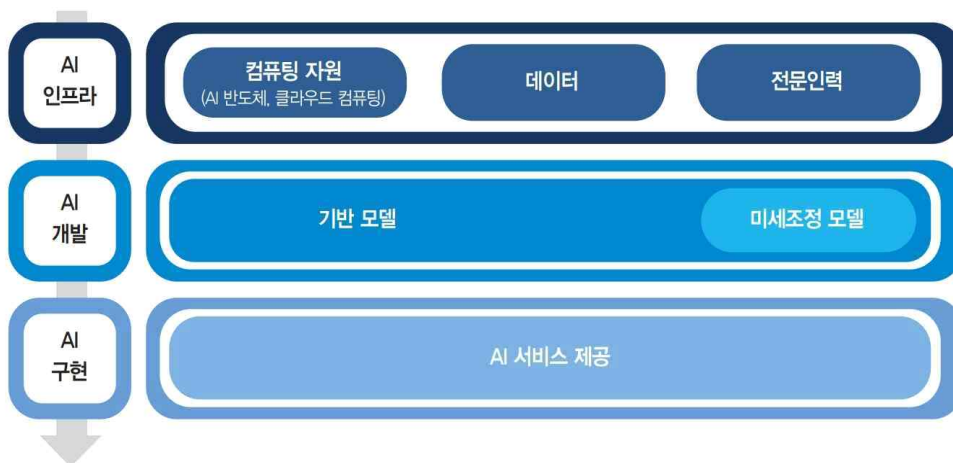 AI
인프라
컴퓨팅 자원
(AI 반도체, 클라우드 컴퓨팅)
데이터
전문인력
AI
개발
기반 모델
미세조정 모델
AI
구현
AI 서비스 제공